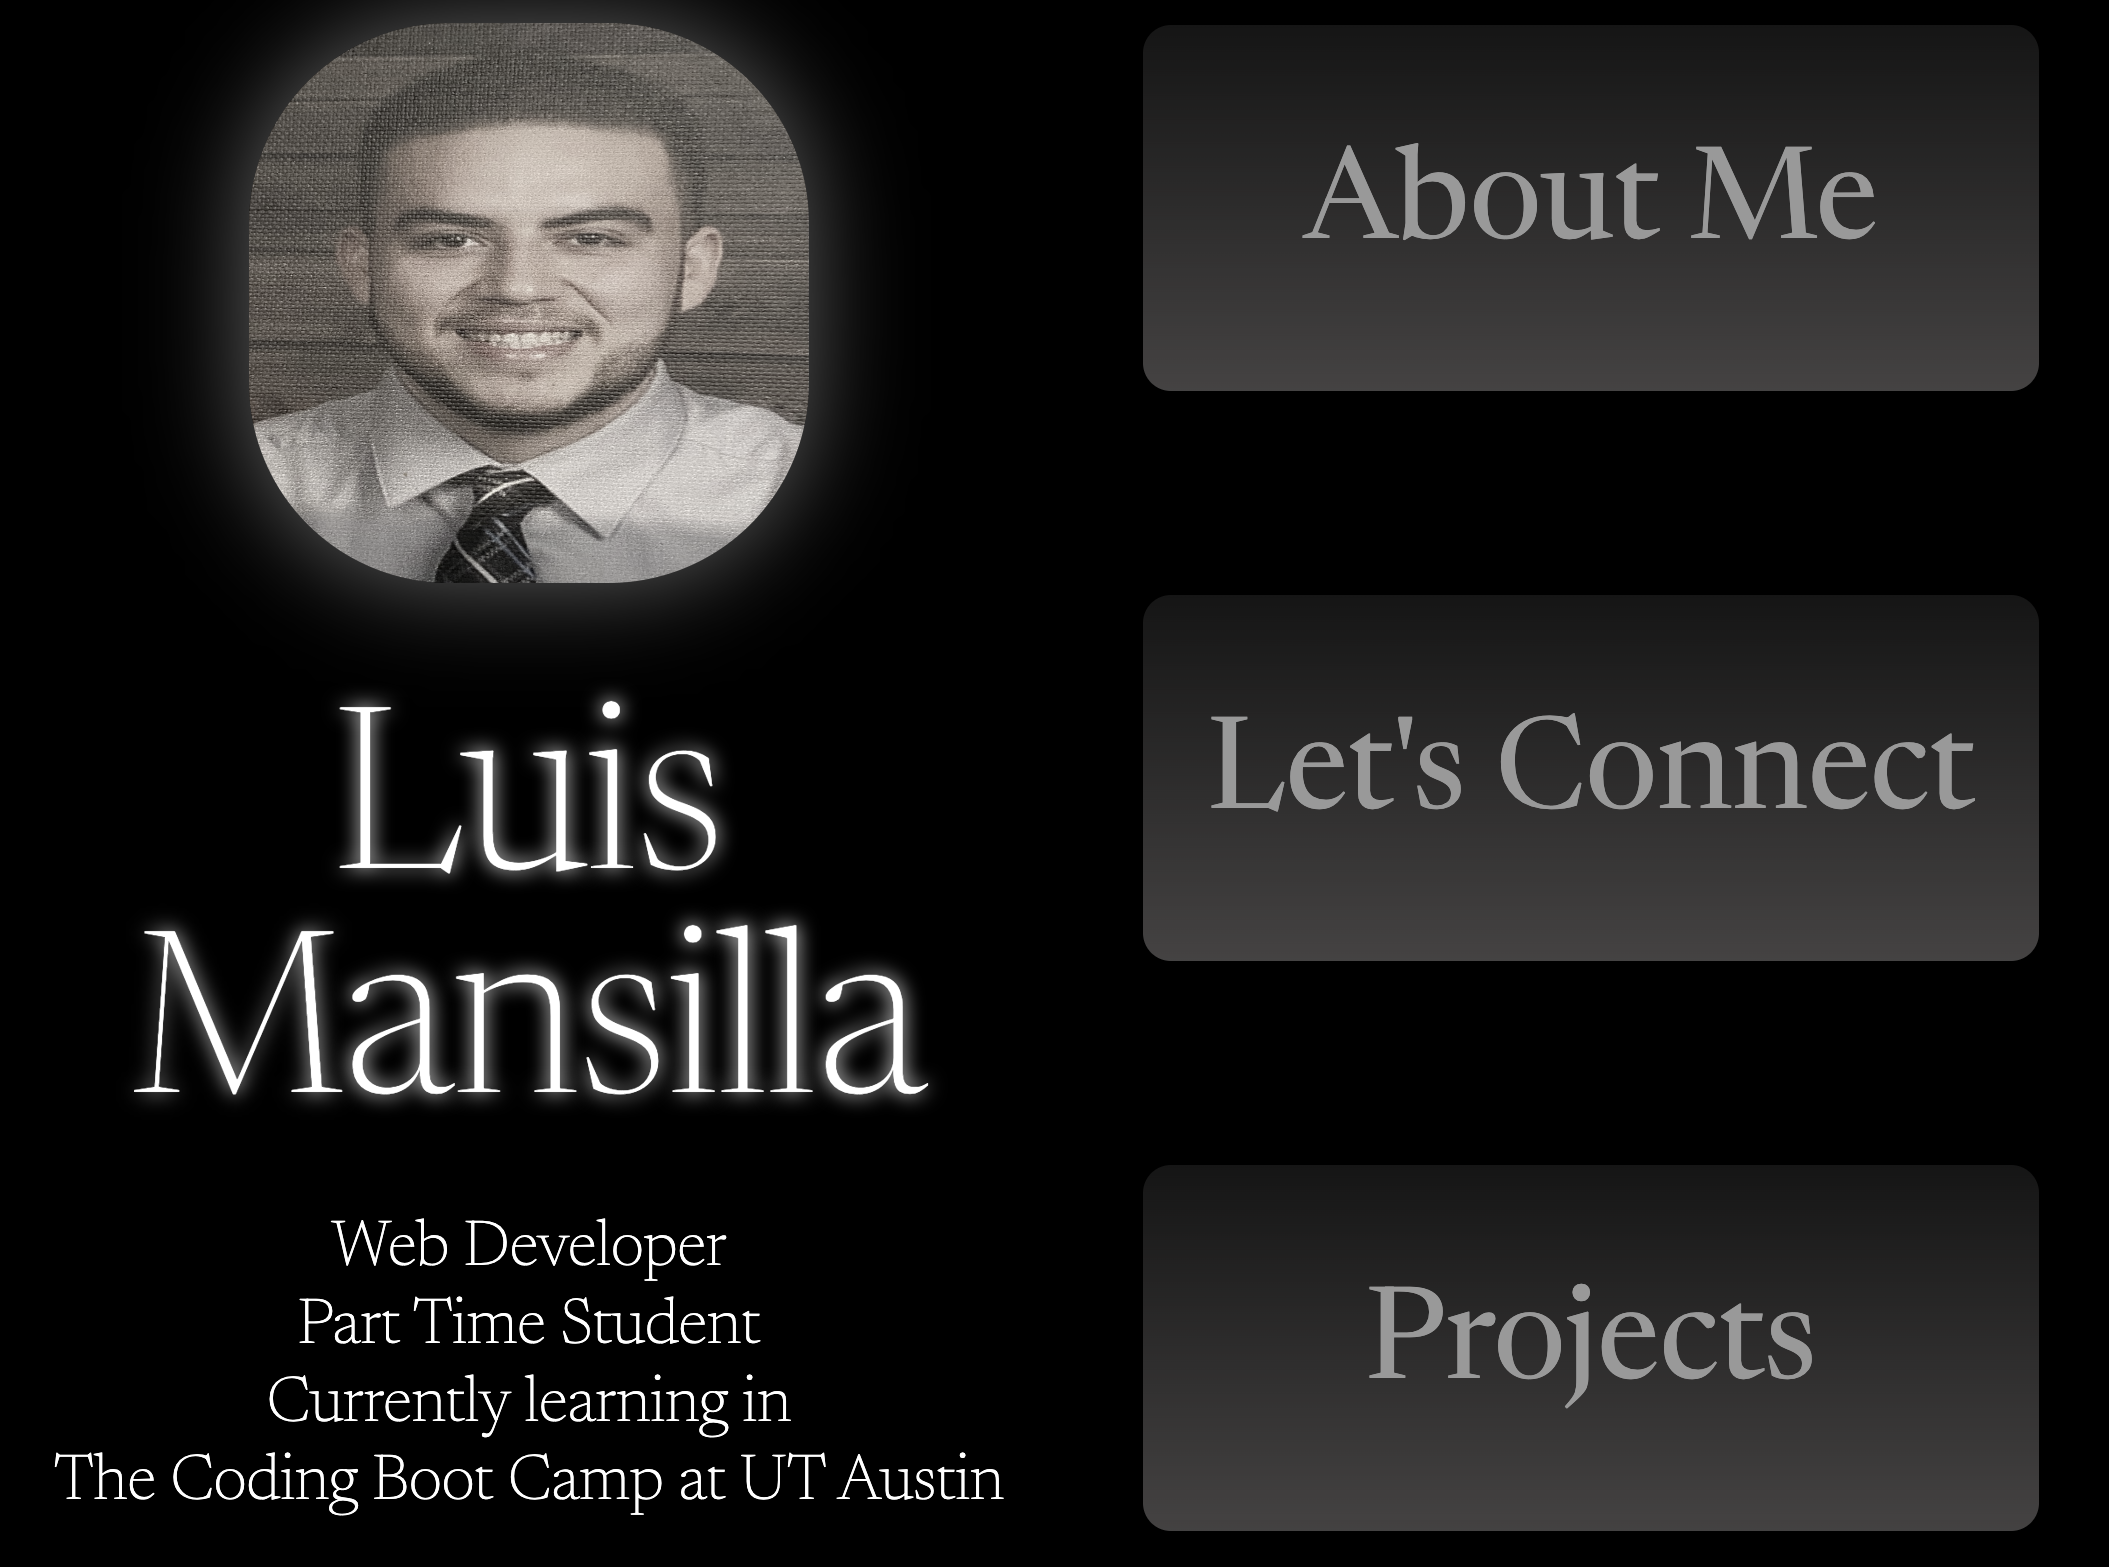 Luis
Mansilla
Web Developer
Part Time Student
Currently learning in
The Coding Boot Camp at UT Austin
About Me
Let's Connect
Projects